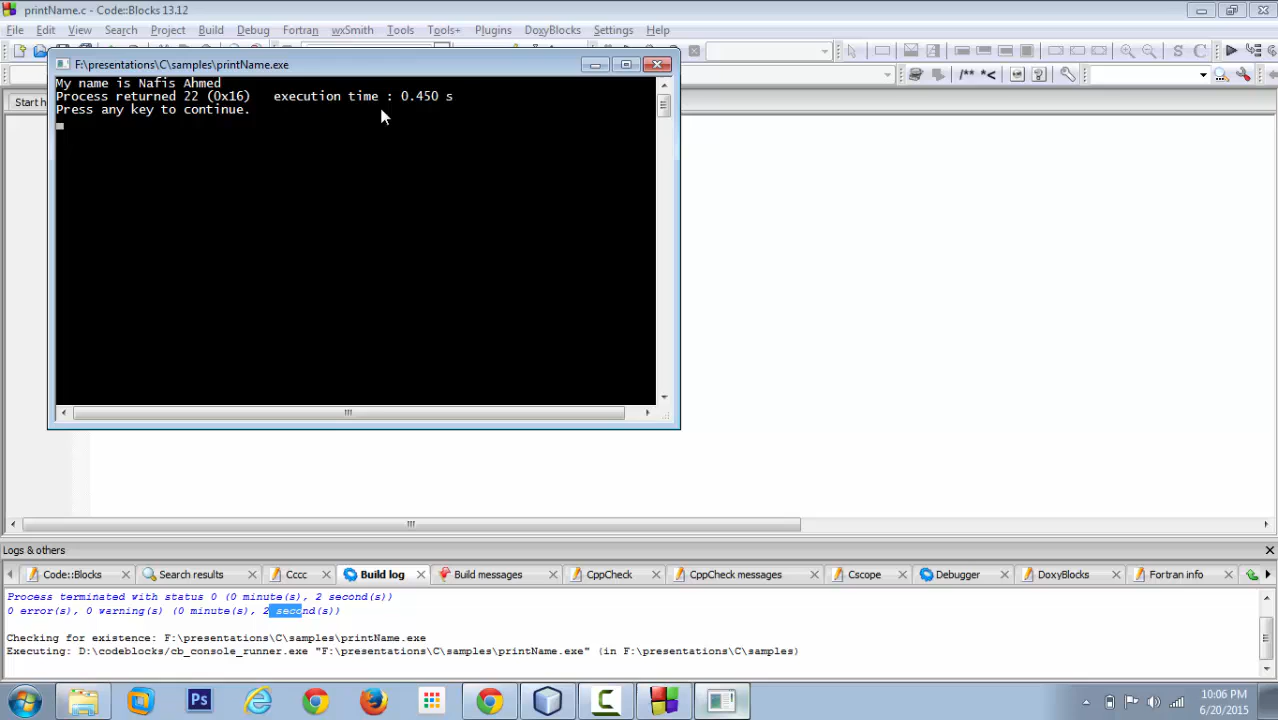 printName.c - Code::Blocks 13.12
File Edit View Search Project Build Debug Fortran wxSmith Tools Tools+ Plugins DoxyBlocks Settings Help
F:\presentations\C\samples\printName.exe
/** *<
Start h
My name is Nafis Ahmed
Process returned 22 (0x16)   execution time : 0.450 s
Press any key to continue.
Logs & others
Code::Blocks Search results Cccc Build log Build messages CppCheck CppCheck messages Cscope Debugger DoxyBlocks Fortran info
Process terminated with status 0 (0 minute(s), 2 second(s))
0 error(s), 0 warning(s) (0 minute(s), 2 second(s))
Checking for existence: F:\presentations\C\samples\printName.exe
Executing: D:\codeblocks/cb_console_runner.exe "F:\presentations\C\samples\printName.exe" (in F:\presentations\C\samples)
Ps
10:06 PM
6/20/2015